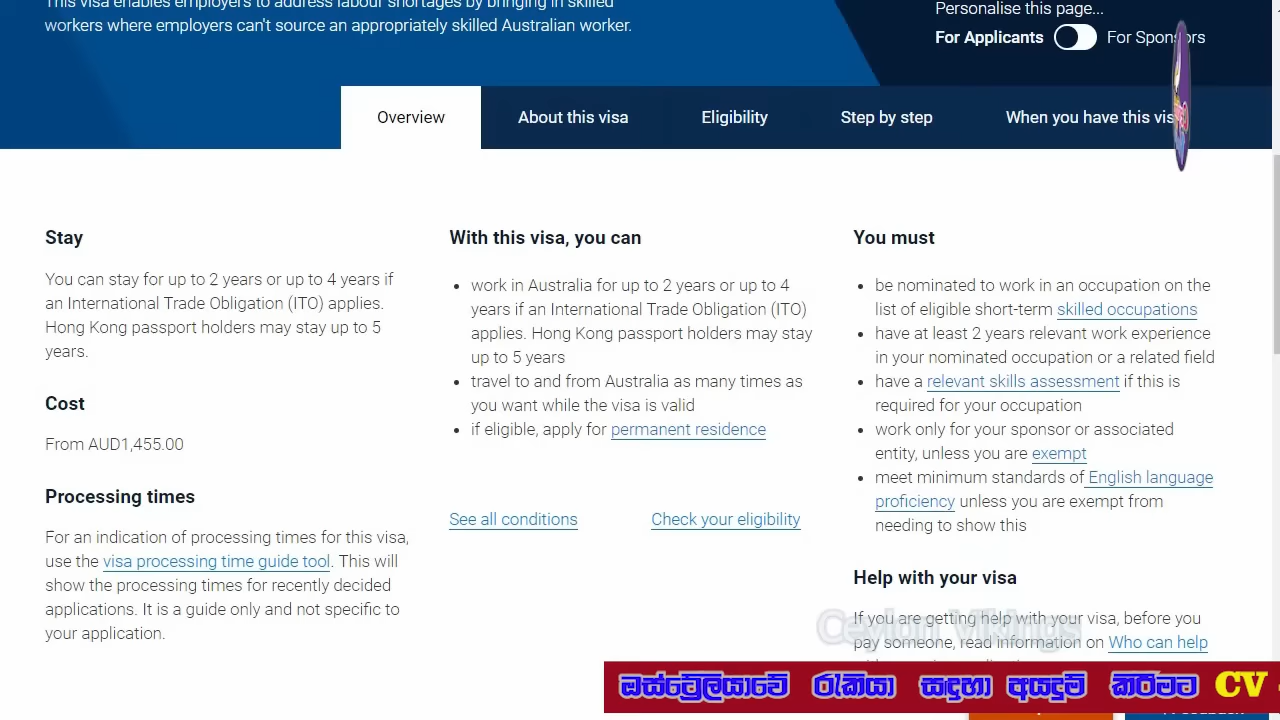 This visa enables employers to address labour shortages by bringing in skilled
workers where employers can't source an appropriately skilled Australian worker.
Personalise this page...
For Applicants For Sponsors
Overview
About this visa
Eligibility
Step by step
When you have this vis
Stay
You can stay for up to 2 years or up to 4 years if
an International Trade Obligation (ITO) applies.
Hong Kong passport holders may stay up to 5
years.
Cost
From AUD1,455.00
Processing times
For an indication of processing times for this visa,
use the visa processing time guide tool. This will
show the processing times for recently decided
applications. It is a guide only and not specific to
your application.
With this visa, you can
work in Australia for up to 2 years or up to 4
years if an International Trade Obligation (ITO)
applies. Hong Kong passport holders may stay
up to 5 years
travel to and from Australia as many times as
you want while the visa is valid
if eligible, apply for permanent residence
See all conditions
Check your eligibility
You must
be nominated to work in an occupation on the
list of eligible short-term skilled occupations
have at least 2 years relevant work experience
in your nominated occupation or a related field
have a relevant skills assessment if this is
required for your occupation
work only for your sponsor or associated
entity, unless you are exempt
meet minimum standards of English language
proficiency unless you are exempt from
needing to show this
Help with your visa
If you are getting help with your visa, before you
pay someone, read information on Who can help
Ceylon Vikings
ඔස්ට්‍රේලියාවේ රැකියා සඳහා අයදුම් කිරීමට CV